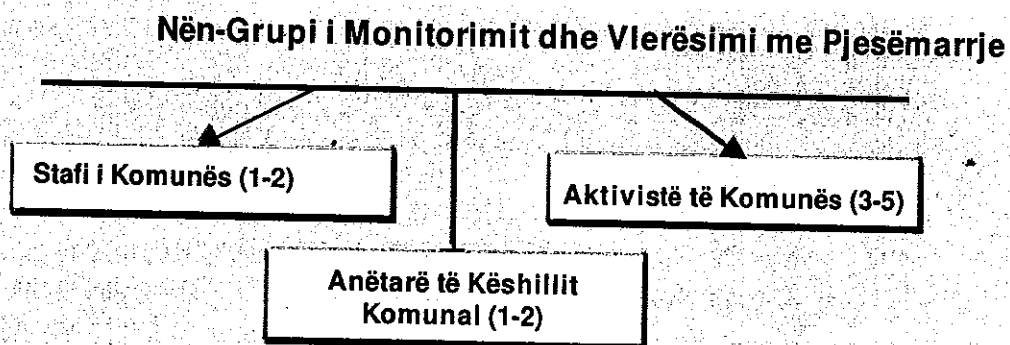 Nën-Grupi i Monitorimit dhe Vlerësimi me Pjesëmarrje
Stafi i Komunës (1-2)
Aktivistë të Komunës (3-5)
Anëtarë të Këshillit
Komunal (1-2)